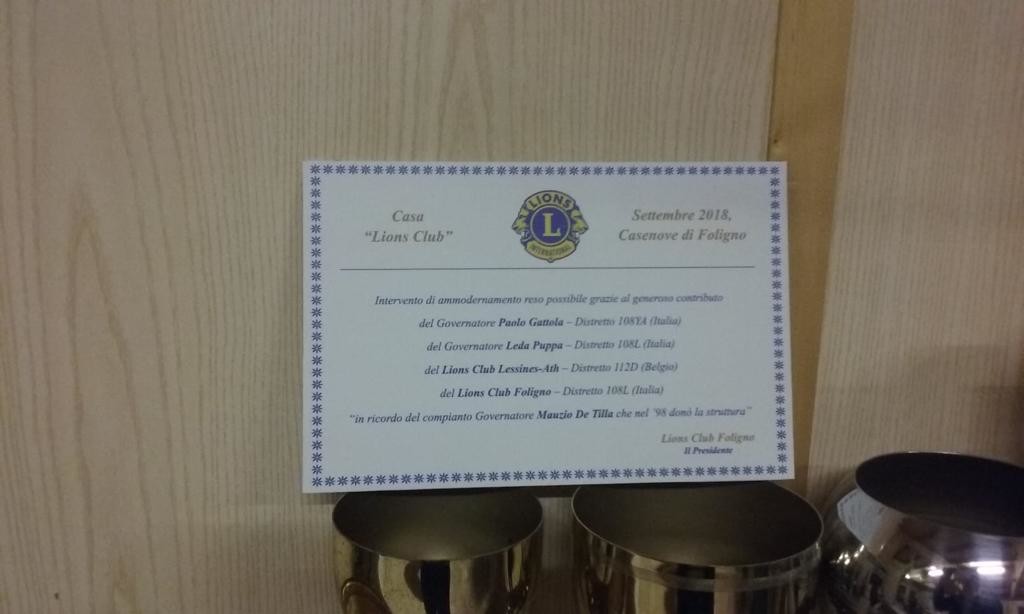 Casa
“Lions Club”
LIONS
L
INTERNATIONAL
Settembre 2018,
Casenove di Foligno
Intervento di ammodernamento reso possibile grazie al generoso contributo
del Governatore Paolo Gattola – Distretto 108YA (Italia)
del Governatore Leda Puppa – Distretto 108L (Italia)
del Lions Club Lessines-Ath – Distretto 112D (Belgio)
del Lions Club Foligno – Distretto 108L (Italia)
“in ricordo del compianto Governatore Mauzio De Tilla che nel ’98 donò la struttura”
Lions Club Foligno
Il Presidente